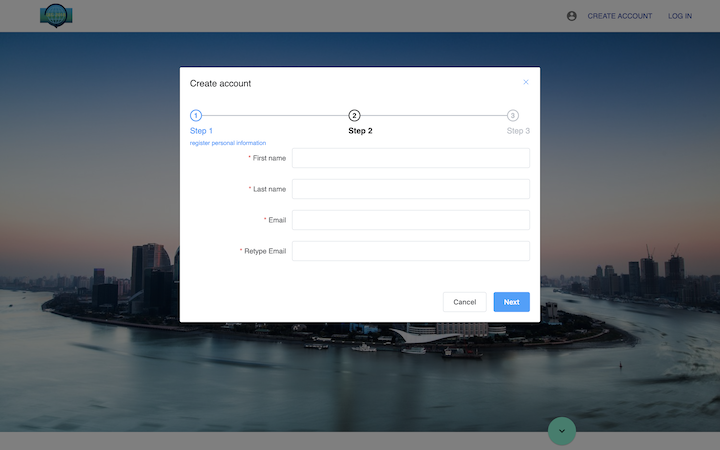 CREATE ACCOUNT
LOG IN
Create account
×
1
2
3
Step 1
Step 2
Step 3
register personal information
* First name
* Last name
* Email
* Retype Email
Cancel
Next